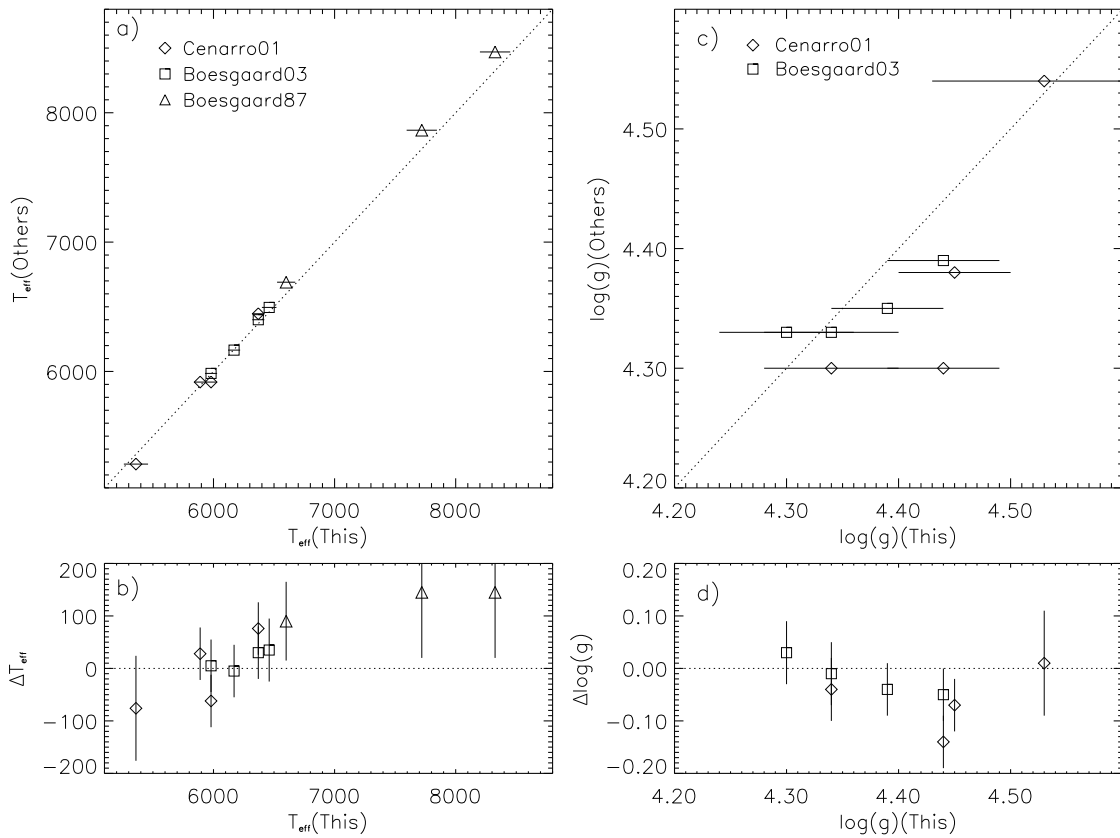 a)
Cenarro01
Boesgaard03
Boesgaard87
8000
7000
6000
Teff(Others)
6000 7000 8000
Teff(This)
c)
Cenarro01
Boesgaard03
4.50
4.40
4.30
4.20
log(g)(Others)
4.20 4.30 4.40 4.50
log(g)(This)
b)
200
100
0
−100
−200
ΔTeff
6000 7000 8000
Teff(This)
d)
0.20
0.10
0.00
−0.10
−0.20
Δlog(g)
4.20 4.30 4.40 4.50
log(g)(This)